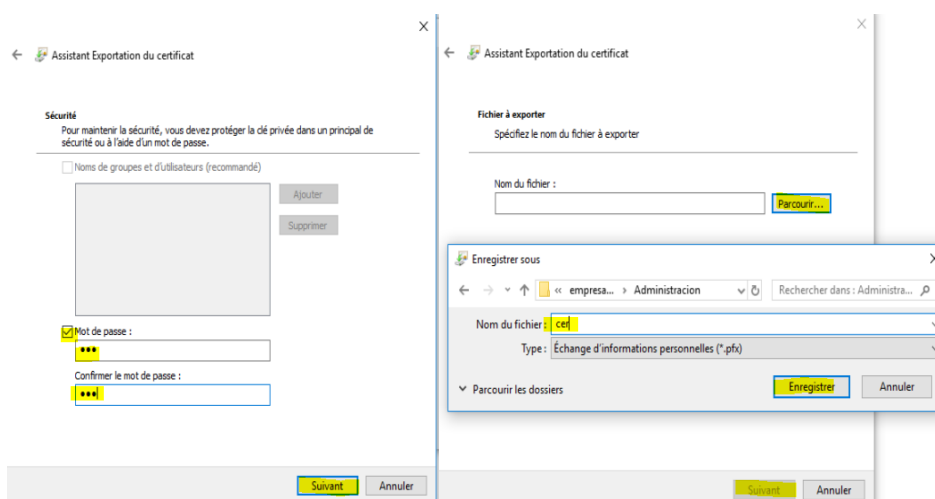 Assistant Exportation du certificat
Sécurité
Pour maintenir la sécurité, vous devez protéger la clé privée dans un principal de
sécurité ou à l'aide d'un mot de passe.
Noms de groupes et d'utilisateurs (recommandé)
Ajouter
Supprimer
Mot de passe :
•••
Confirmer le mot de passe :
•••
Suivant Annuler
Assistant Exportation du certificat
Fichier à exporter
Spécifiez le nom du fichier à exporter
Nom du fichier :
Parcourir...
Enregistrer sous
« empresa... › Administracion
Rechercher dans : Administra...
Nom du fichier : cer
Type : Échange d'informations personnelles (*.pfx)
Parcourir les dossiers
Enregistrer Annuler
Suivant Annuler